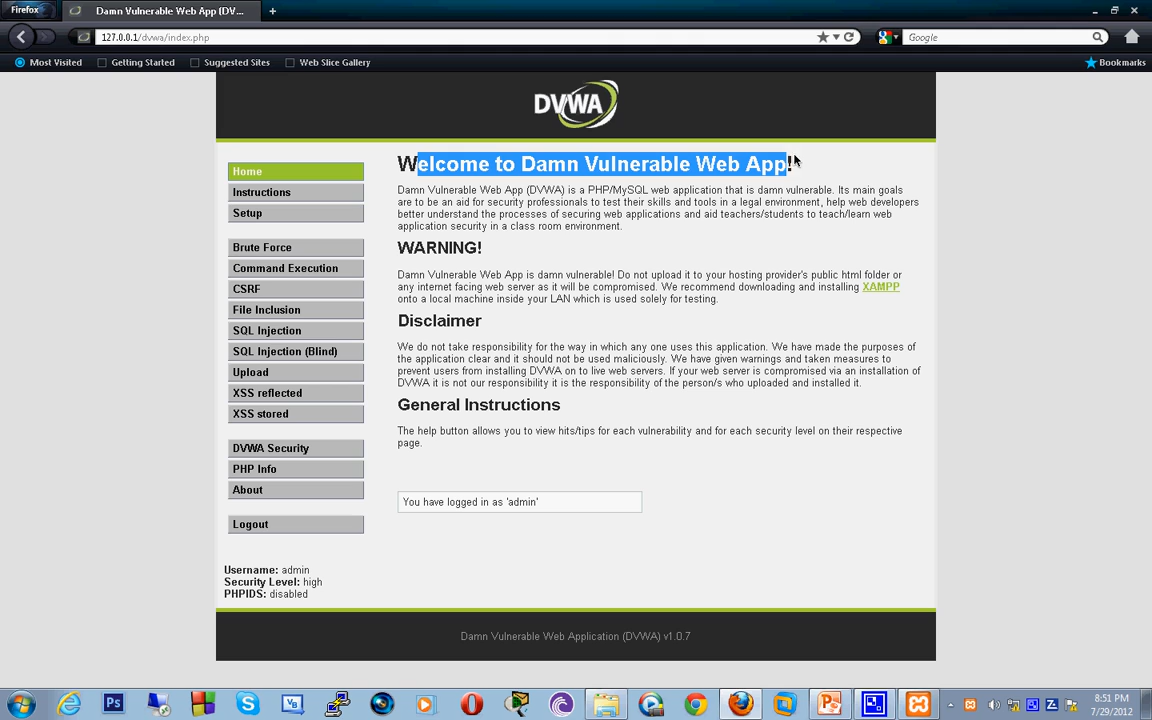 Firefox
Damn Vulnerable Web App (DV...
127.0.0.1/dvwa/index.php
Google
Most Visited
Getting Started
Suggested Sites
Web Slice Gallery
Bookmarks
DVWA
Home
Instructions
Setup
Brute Force
Command Execution
CSRF
File Inclusion
SQL Injection
SQL Injection (Blind)
Upload
XSS reflected
XSS stored
DVWA Security
PHP Info
About
Logout
Username: admin
Security Level: high
PHPIDS: disabled
Welcome to Damn Vulnerable Web App!
Damn Vulnerable Web App (DVWA) is a PHP/MySQL web application that is damn vulnerable. Its main goals
are to be an aid for security professionals to test their skills and tools in a legal environment, help web developers
better understand the processes of securing web applications and aid teachers/students to teach/learn web
application security in a class room environment.
WARNING!
Damn Vulnerable Web App is damn vulnerable! Do not upload it to your hosting provider's public html folder or
any internet facing web server as it will be compromised. We recommend downloading and installing XAMPP
onto a local machine inside your LAN which is used solely for testing.
Disclaimer
We do not take responsibility for the way in which any one uses this application. We have made the purposes of
the application clear and it should not be used maliciously. We have given warnings and taken measures to
prevent users from installing DVWA on to live web servers. If your web server is compromised via an installation of
DVWA it is not our responsibility it is the responsibility of the person/s who uploaded and installed it.
General Instructions
The help button allows you to view hits/tips for each vulnerability and for each security level on their respective
page.
You have logged in as 'admin'
Damn Vulnerable Web Application (DVWA) v1.0.7
Ps
8:51 PM
7/29/2012